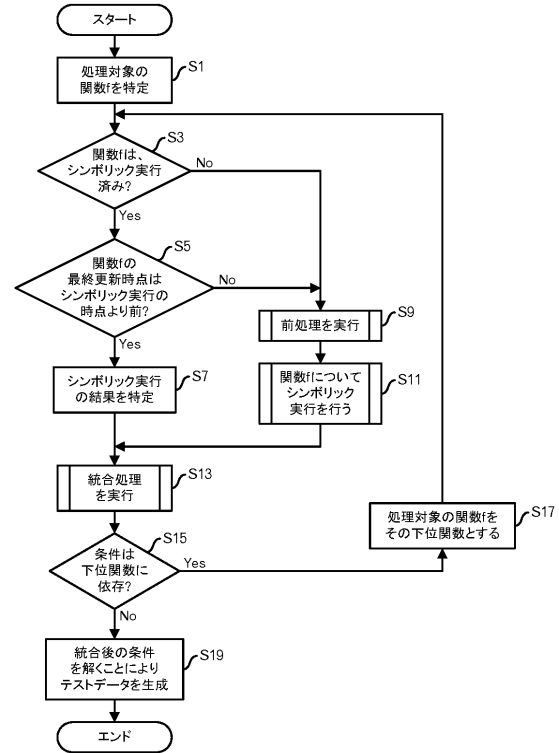 スタート
処理対象の
関数fを特定
S1
関数fは、
シンボリック実行
済み?
S3
No
Yes
関数fの
最終更新時点は
シンボリック実行の
時点より前?
S5
No
Yes
前処理を実行
S9
シンボリック実行
の結果を特定
S7
関数fについて
シンボリック
実行を行う
S11
統合処理
を実行
S13
処理対象の関数fを
その下位関数とする
S17
条件は
下位関数に
依存?
S15
Yes
No
統合後の条件
を解くことにより
テストデータを生成
S19
エンド